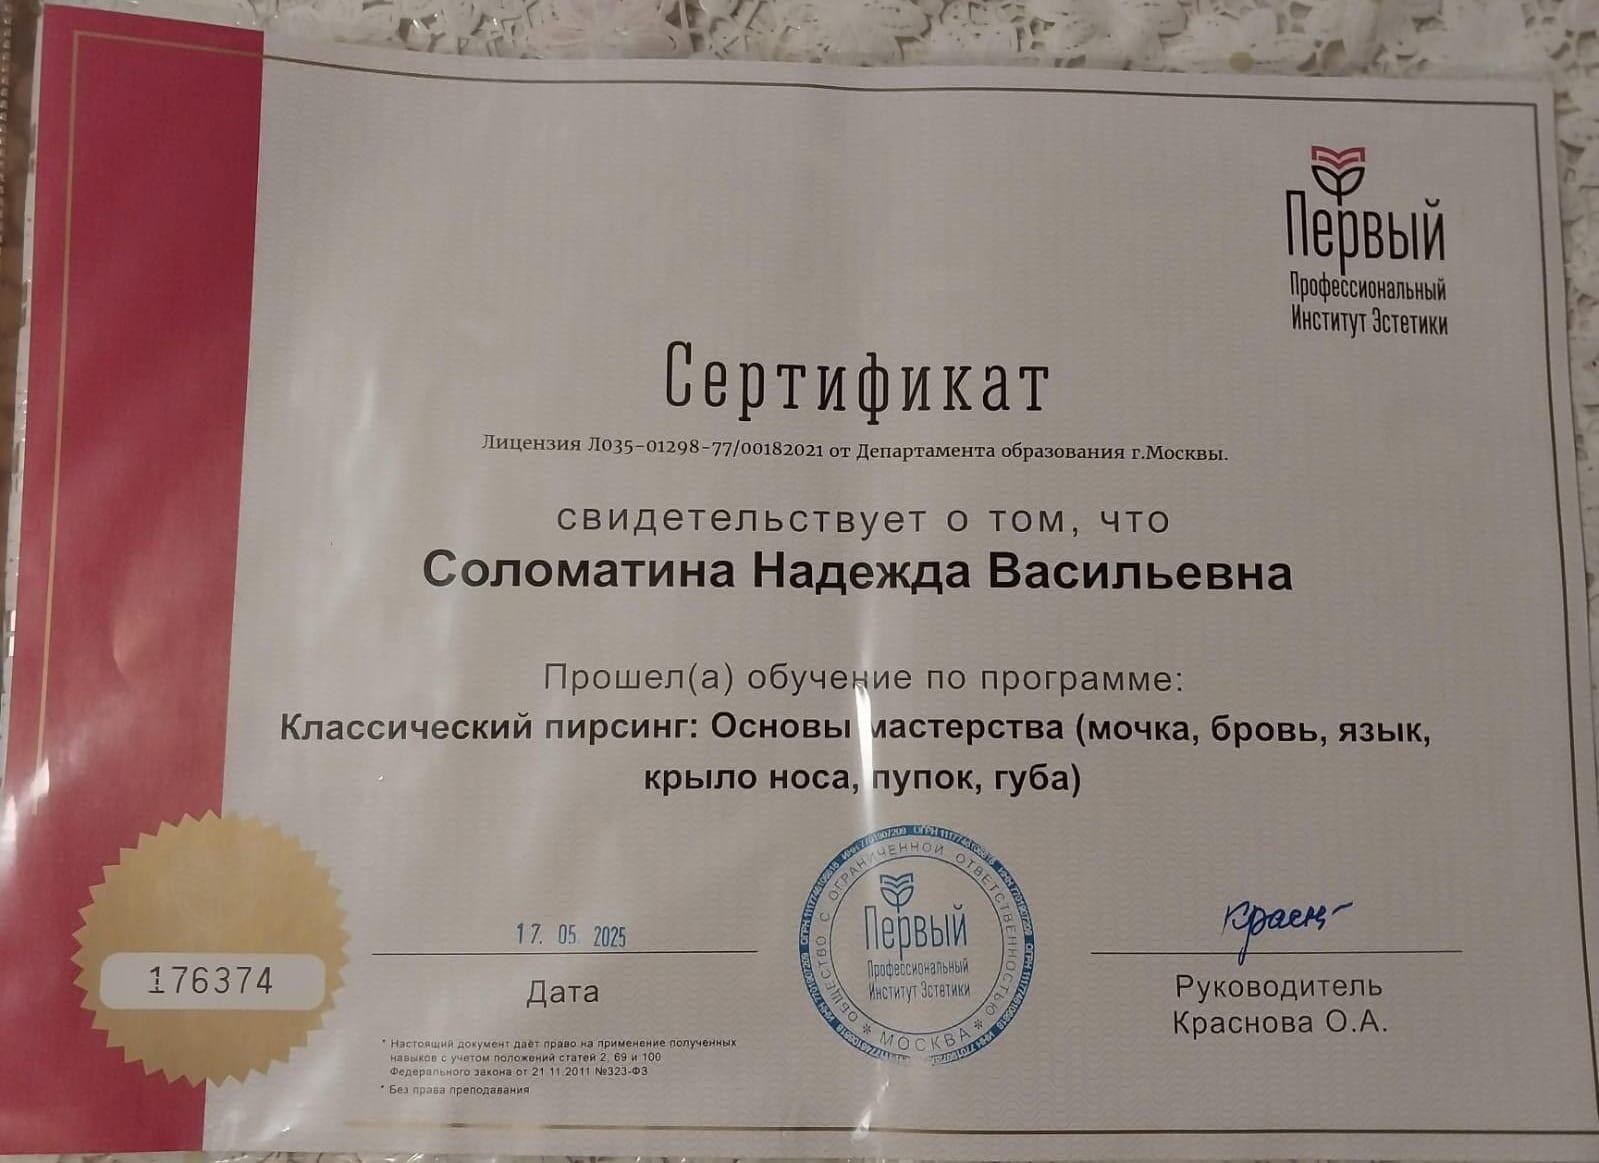 Первый
Профессиональный
Институт Эстетики
Сертификат
Лицензия Л035-01298-77/00182021 от Департамента образования г.Москвы.
свидетельствует о том, что
Соломатина Надежда Васильевна
Прошел(а) обучение по программе:
Классический пирсинг: Основы мастерства (мочка, бровь, язык,
крыло носа, пупок, губа)
17. 05. 2025
Дата
176374
* Настоящий документ даёт право на применение полученных
навыков с учетом положений статей 2, 69 и 100
Федерального закона от 21.11.2011 №323-ФЗ
* Без права преподавания
ОБЩЕСТВО С ОГРАНИЧЕННОЙ ОТВЕТСТВЕННОСТЬЮ
Первый
Профессиональный
Институт Эстетики
* МОСКВА *
Руководитель
Краснова О.А.